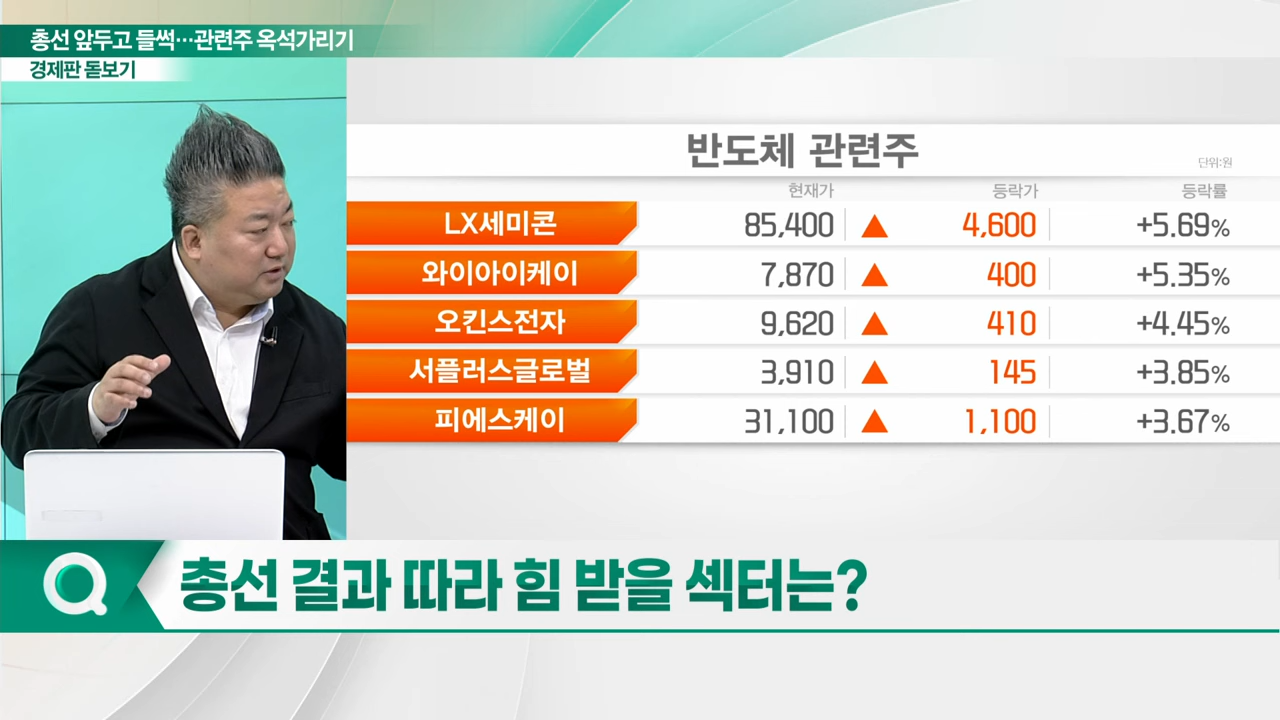 총선 앞두고 들썩…관련주 옥석가리기
경제판 돋보기
반도체 관련주
단위:원
현재가 등락가 등락률
LX세미콘 85,400 ▲ 4,600 +5.69%
와이아이케이 7,870 ▲ 400 +5.35%
오킨스전자 9,620 ▲ 410 +4.45%
서플러스글로벌 3,910 ▲ 145 +3.85%
피에스케이 31,100 ▲ 1,100 +3.67%
Q 총선 결과 따라 힘 받을 섹터는?